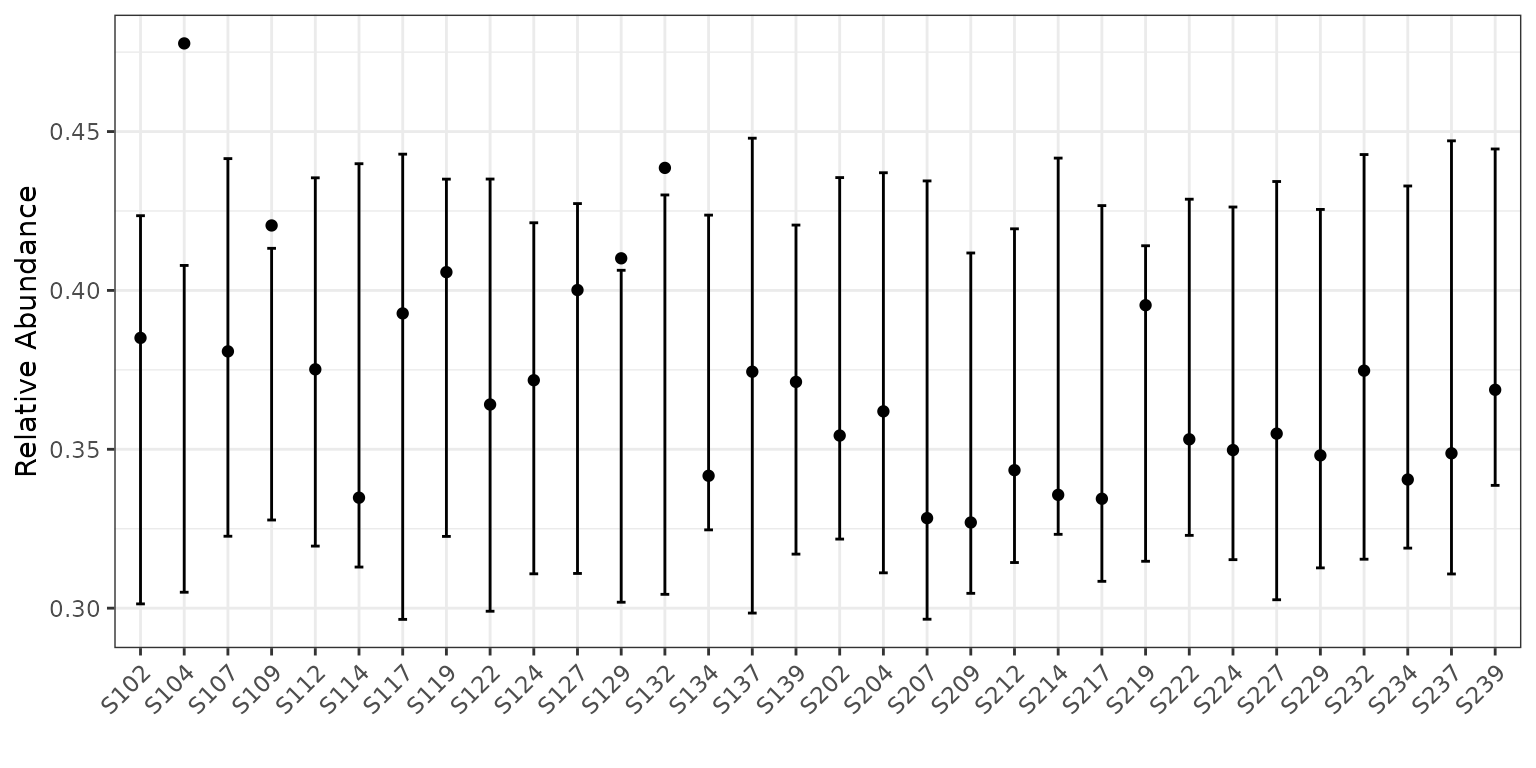 Relative Abundance
0.45
0.40
0.35
0.30
S102
S104
S107
S109
S112
S114
S117
S119
S122
S124
S127
S129
S132
S134
S137
S139
S202
S204
S207
S209
S212
S214
S217
S219
S222
S224
S227
S229
S232
S234
S237
S239